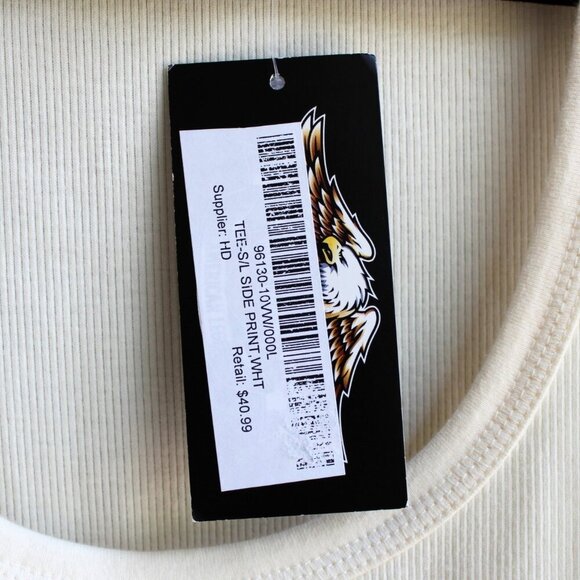 96130-10VW/000L
TEE-S/L SIDE PRINT,WHT
Supplier: HD
Retail: $40.99